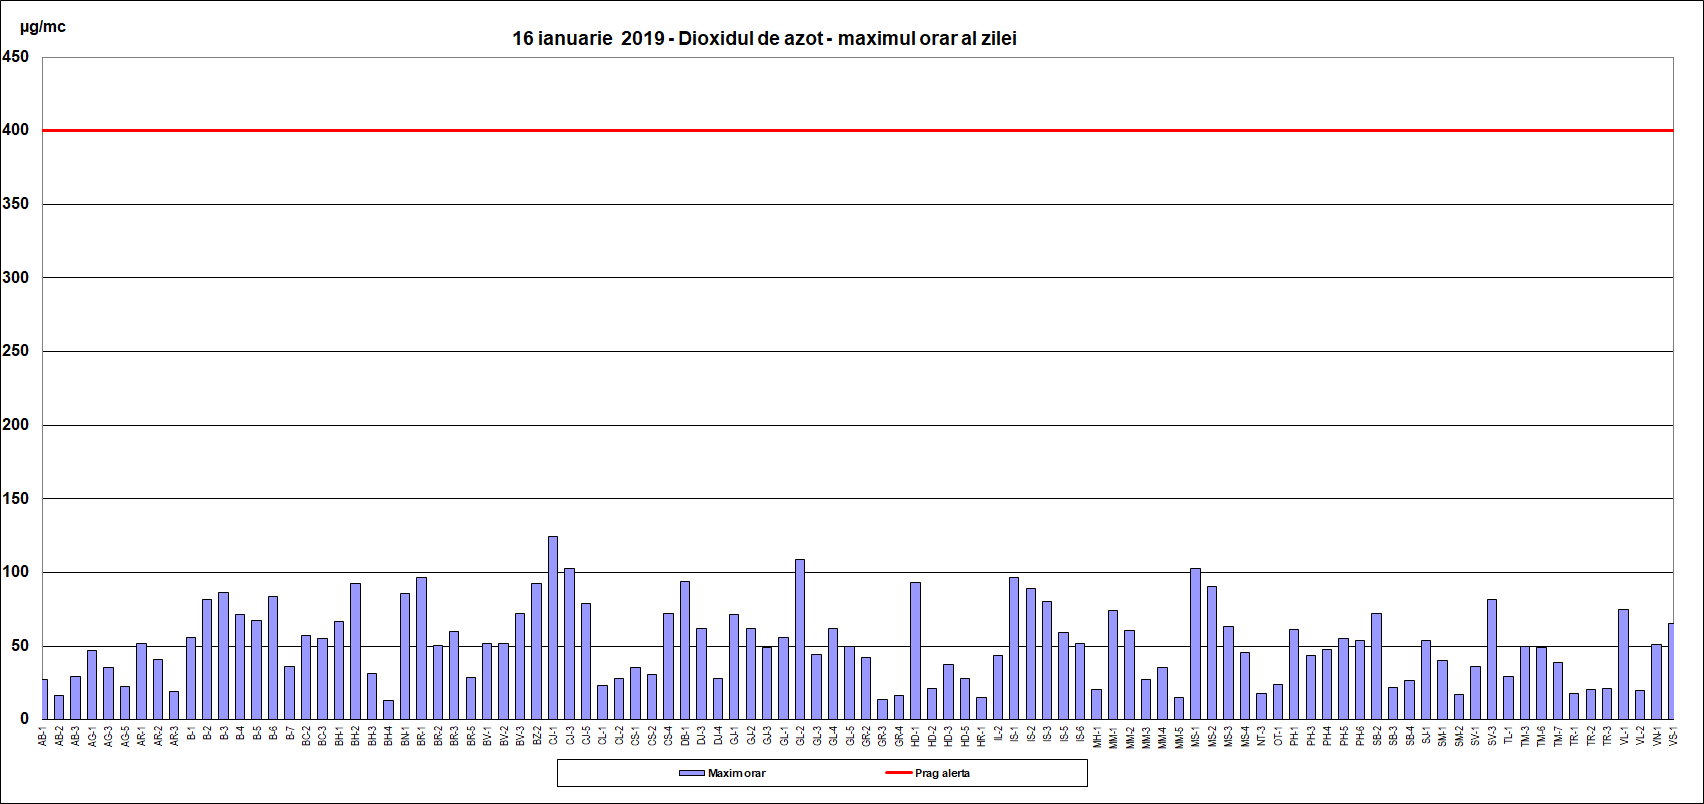 µg/mc
16 ianuarie 2019 - Dioxidul de azot - maximul orar al zilei
450
400
350
300
250
200
150
100
50
0
AB-1 AB-2 AB-3 AG-1 AG-3 AG-5 AR-1 AR-2 AR-3 B-1 B-2 B-3 B-4 B-5 B-6 B-7 BC-2 BC-3 BH-1 BH-2 BH-3 BH-4 BN-1 BR-1 BR-2 BR-3 BR-5 BV-1 BV-2 BV-3 BZ-2 CJ-1 CJ-3 CJ-5 CL-1 CL-2 CS-1 CS-2 CS-4 DB-1 DJ-3 DJ-4 GJ-1 GJ-2 GJ-3 GL-1 GL-2 GL-3 GL-4 GL-5 GR-2 GR-3 GR-4 HD-1 HD-2 HD-3 HD-5 HR-1 IL-2 IS-1 IS-2 IS-3 IS-5 IS-6 MH-1 MM-1 MM-2 MM-3 MM-4 MM-5 MS-1 MS-2 MS-3 MS-4 NT-3 OT-1 PH-1 PH-3 PH-4 PH-5 PH-6 SB-2 SB-3 SB-4 SJ-1 SM-1 SM-2 SV-1 SV-3 TL-1 TM-3 TM-6 TM-7 TR-1 TR-2 TR-3 VL-1 VL-2 VN-1 VS-1
Maxim orar Prag alerta